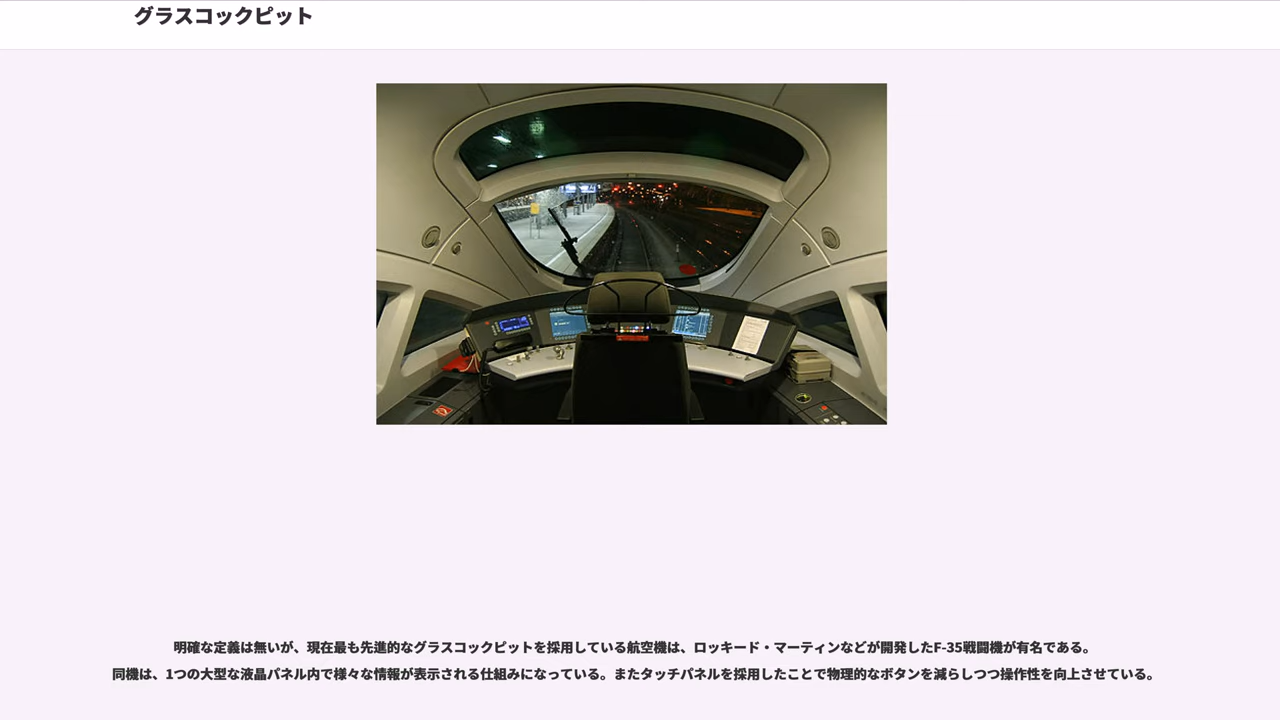 グラスコックピット
明確な定義は無いが、現在最も先進的なグラスコックピットを採用している航空機は、ロッキード・マーティンなどが開発したF-35戦闘機が有名である。
同機は、1つの大型な液晶パネル内で様々な情報が表示される仕組みになっている。またタッチパネルを採用したことで物理的なボタンを減らしつつ操作性を向上させている。